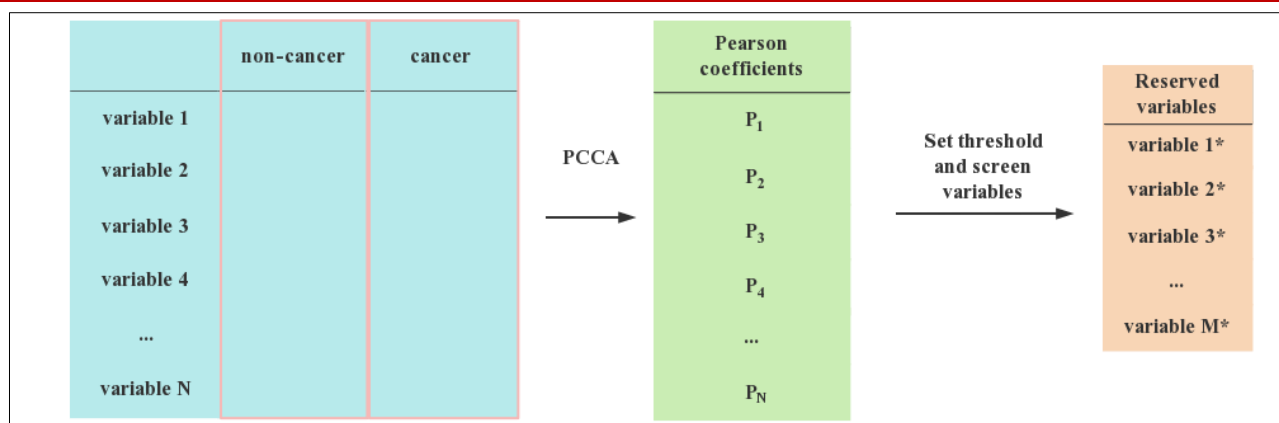 non-cancer
cancer
variable 1
variable 2
variable 3
variable 4
...
variable N
PCCA
Pearson
coefficients
P1
P2
P3
P4
...
PN
Set threshold
and screen
variables
Reserved
variables
variable 1*
variable 2*
variable 3*
...
variable M*